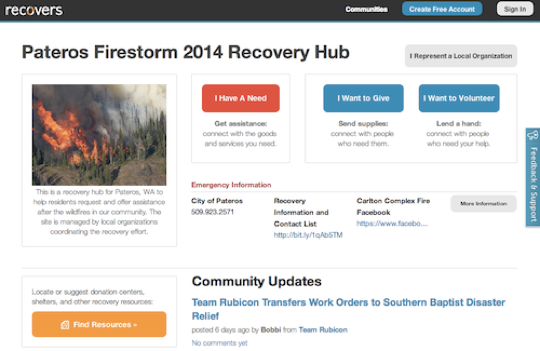 recovers
Communities
Create Free Account
Sign In
Pateros Firestorm 2014 Recovery Hub
I Represent a Local Organization
This is a recovery hub for Pateros, WA to
help residents request and offer assistance
after the wildfires in our community. The
site is managed by local organizations
coordinating the recovery effort.
I Have A Need
Get assistance:
connect with the goods
and services you need.
I Want to Give
Send supplies:
connect with people
who need them.
I Want to Volunteer
Lend a hand:
connect with people
who need your help.
Feedback & Support
Emergency Information
City of Pateros
509.923.2571
Recovery
Information and
Contact List
http://bit.ly/1qAb5TM
Carlton Complex Fire
Facebook
https://www.facebo...
More Information
Locate or suggest donation centers,
shelters, and other recovery resources:
Find Resources »
Community Updates
Team Rubicon Transfers Work Orders to Southern Baptist Disaster
Relief
posted 6 days ago by Bobbi from Team Rubicon
No comments yet